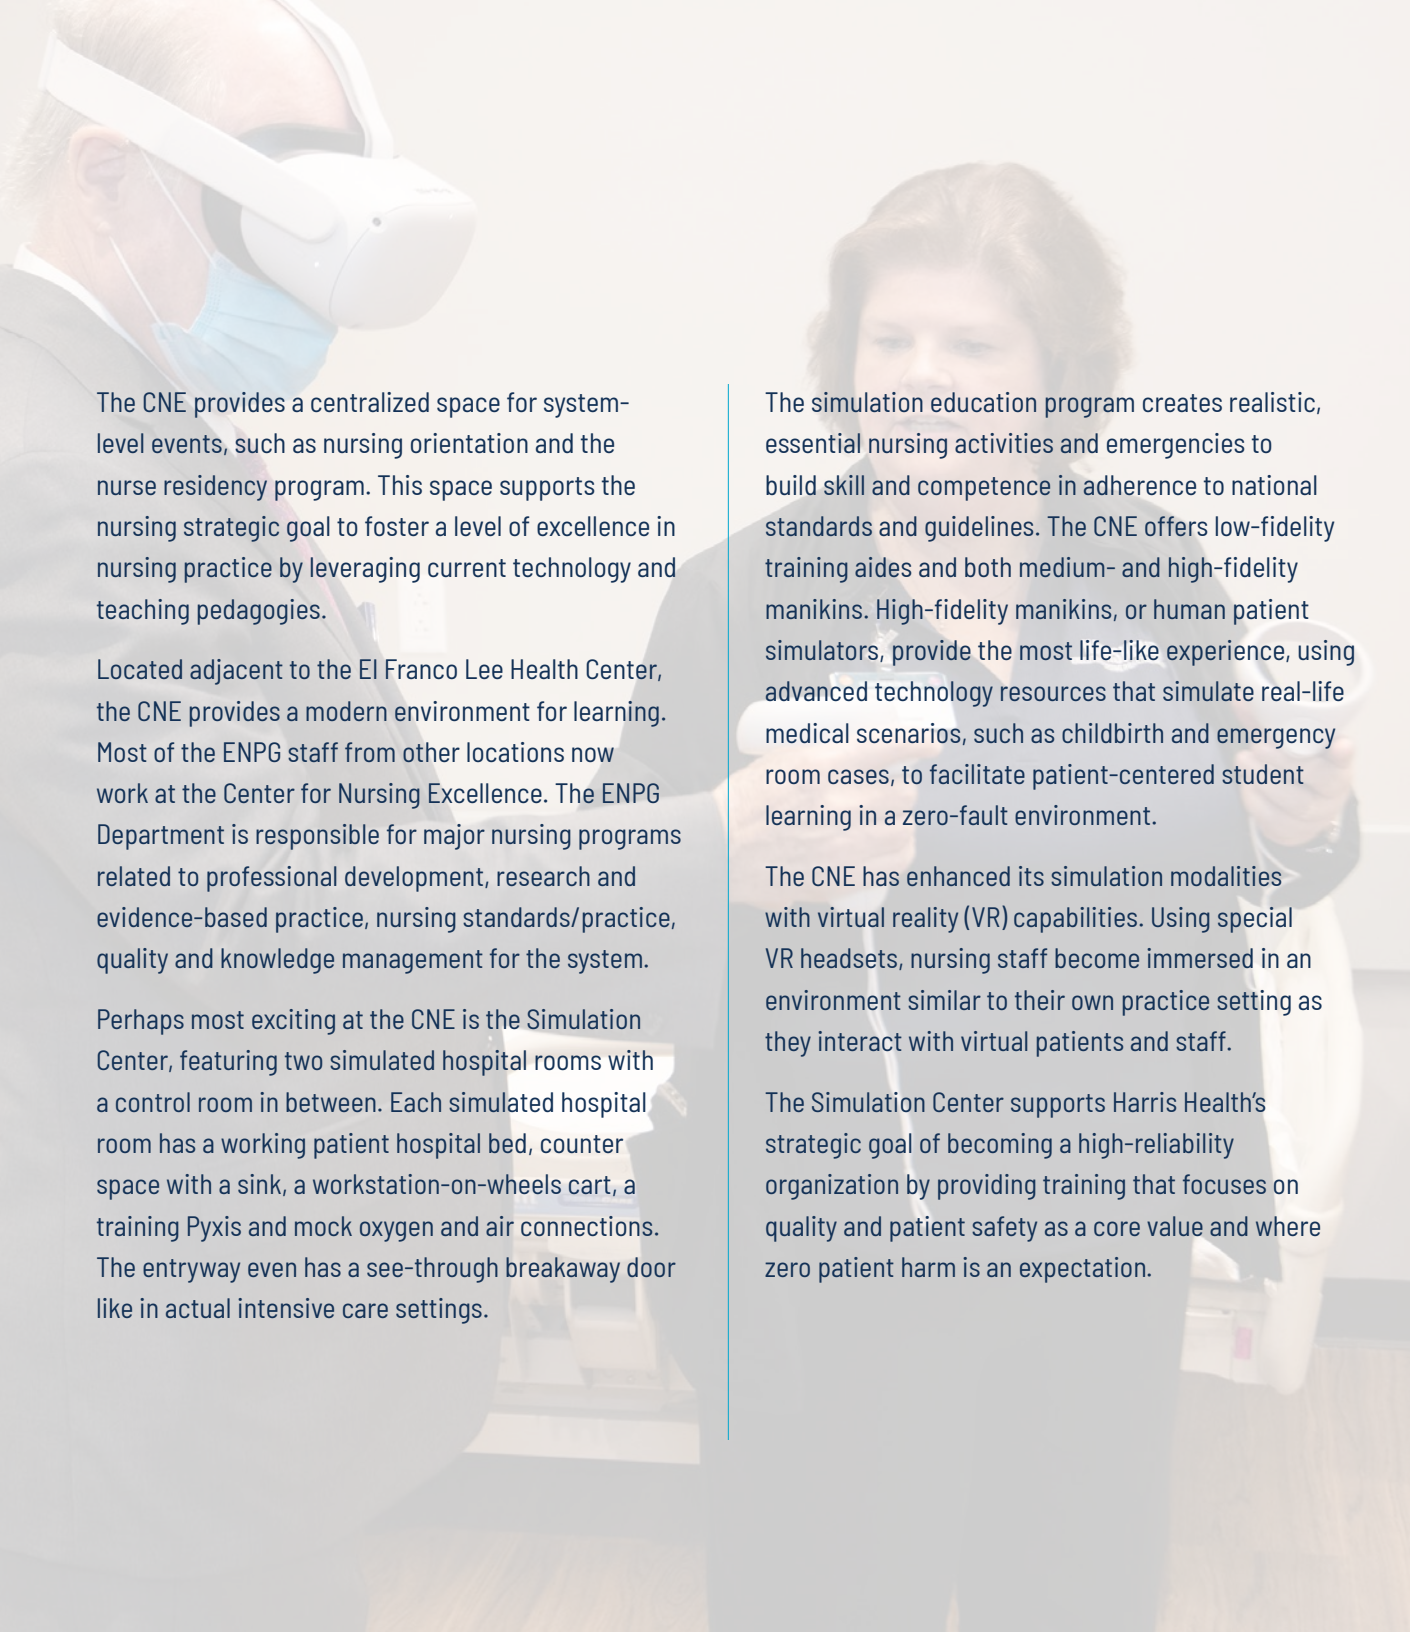 The CNE provides a centralized space for system-
level events, such as nursing orientation and the
nurse residency program. This space supports the
nursing strategic goal to foster a level of excellence in
nursing practice by leveraging current technology and
teaching pedagogies.
Located adjacent to the El Franco Lee Health Center,
the CNE provides a modern environment for learning.
Most of the ENPG staff from other locations now
work at the Center for Nursing Excellence. The ENPG
Department is responsible for major nursing programs
related to professional development, research and
evidence-based practice, nursing standards/practice,
quality and knowledge management for the system.
Perhaps most exciting at the CNE is the Simulation
Center, featuring two simulated hospital rooms with
a control room in between. Each simulated hospital
room has a working patient hospital bed, counter
space with a sink, a workstation-on-wheels cart, a
training Pyxis and mock oxygen and air connections.
The entryway even has a see-through breakaway door
like in actual intensive care settings.
The simulation education program creates realistic,
essential nursing activities and emergencies to
build skill and competence in adherence to national
standards and guidelines. The CNE offers low-fidelity
training aides and both medium- and high-fidelity
manikins. High-fidelity manikins, or human patient
simulators, provide the most life-like experience, using
advanced technology resources that simulate real-life
medical scenarios, such as childbirth and emergency
room cases, to facilitate patient-centered student
learning in a zero-fault environment.
The CNE has enhanced its simulation modalities
with virtual reality (VR) capabilities. Using special
VR headsets, nursing staff become immersed in an
environment similar to their own practice setting as
they interact with virtual patients and staff.
The Simulation Center supports Harris Health’s
strategic goal of becoming a high-reliability
organization by providing training that focuses on
quality and patient safety as a core value and where
zero patient harm is an expectation.